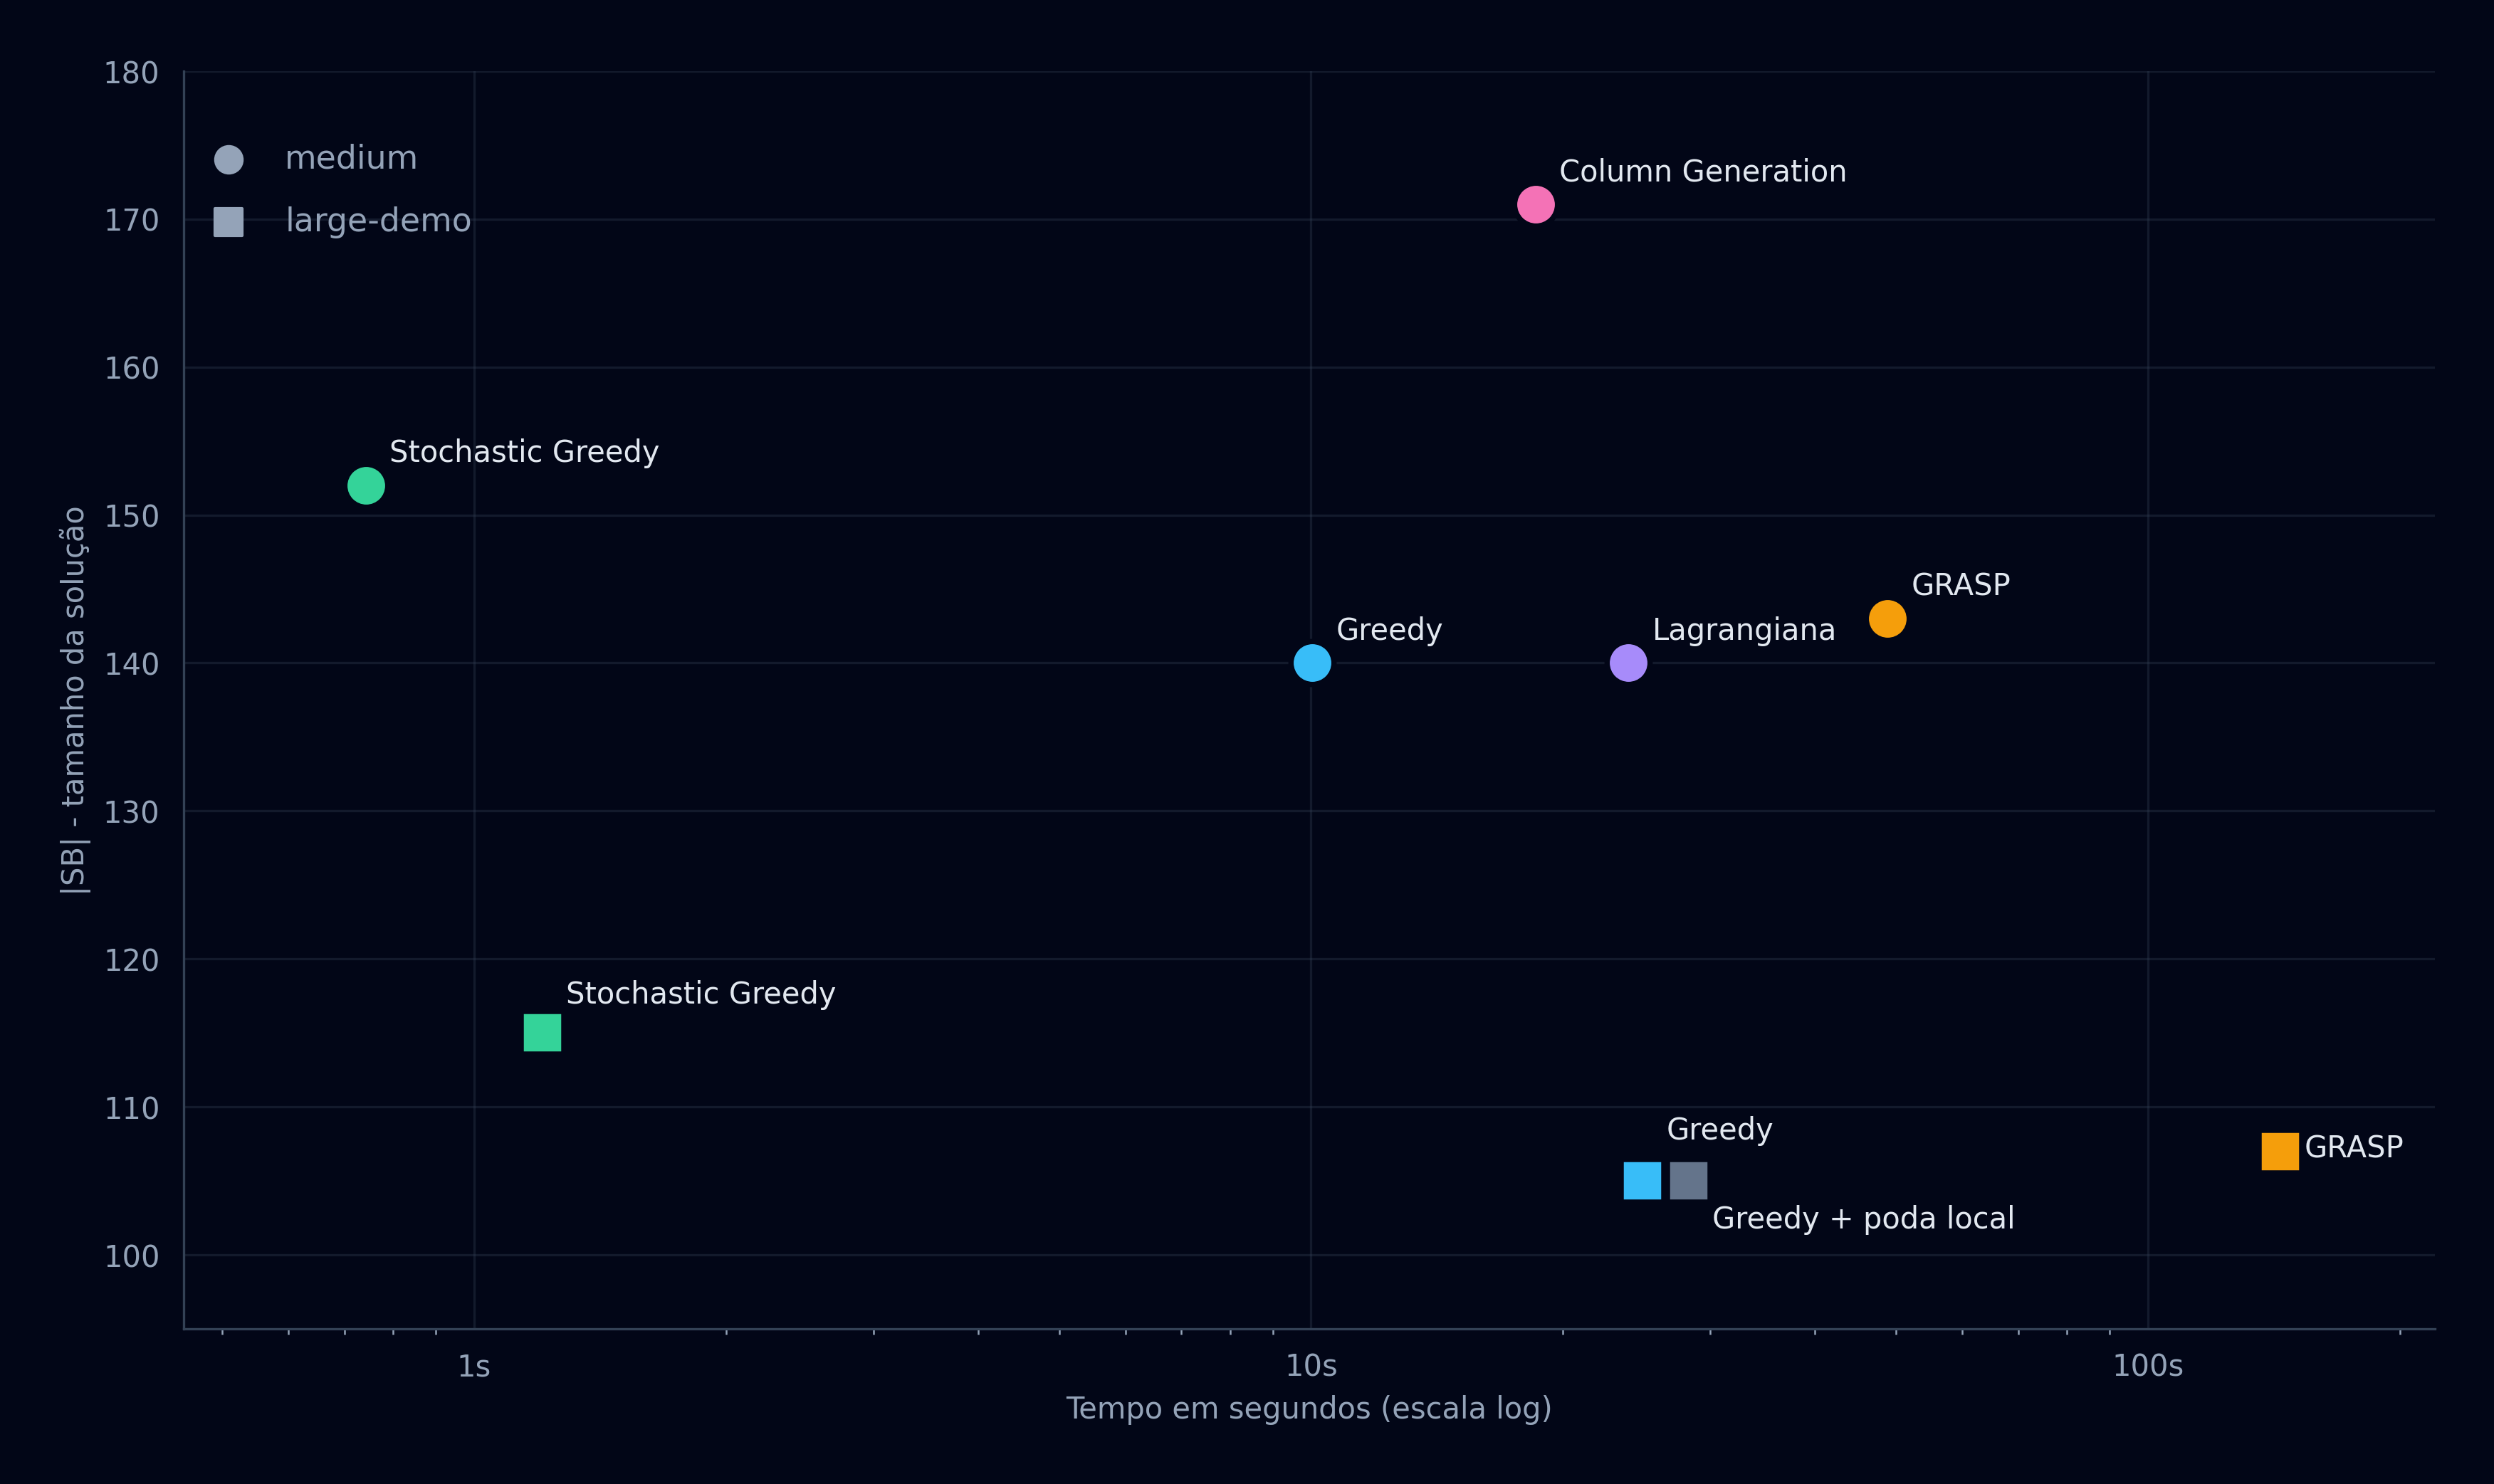 180
170
160
150
140
130
120
110
100
|SB| - tamanho da solução
medium
large-demo
Column Generation
Stochastic Greedy
GRASP
Greedy
Lagrangiana
Stochastic Greedy
Greedy
GRASP
Greedy + poda local
1s
10s
100s
Tempo em segundos (escala log)